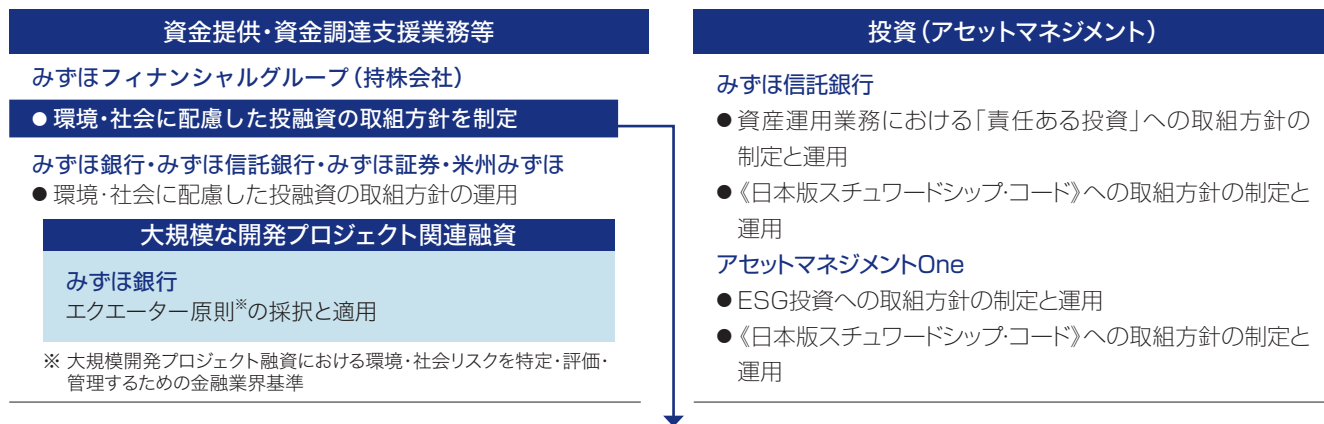 資金提供・資金調達支援業務等
みずほフィナンシャルグループ(持株会社)
● 環境・社会に配慮した投融資の取組方針を制定
みずほ銀行・みずほ信託銀行・みずほ証券・米州みずほ
● 環境・社会に配慮した投融資の取組方針の運用
大規模な開発プロジェクト関連融資
みずほ銀行
エクエーター原則※の採択と適用
※ 大規模開発プロジェクト融資における環境・社会リスクを特定・評価・
管理するための金融業界基準
投資(アセットマネジメント)
みずほ信託銀行
● 資産運用業務における「責任ある投資」への取組方針の
制定と運用
● 《日本版スチュワードシップ・コード》への取組方針の制定と
運用
アセットマネジメントOne
● ESG投資への取組方針の制定と運用
● 《日本版スチュワードシップ・コード》への取組方針の制定と
運用